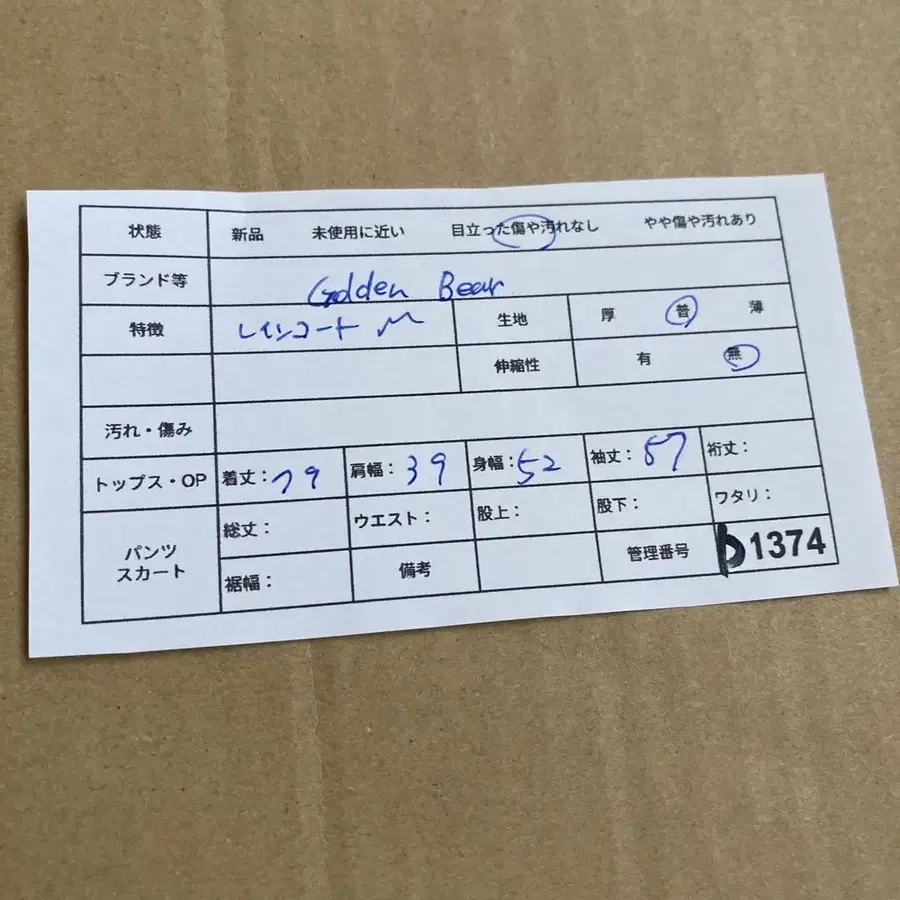 状態 新品 未使用に近い 目立った傷や汚れなし やや傷や汚れあり
ブランド等 Golden Bear
特徴 レインコート M 生地 厚 普 薄
伸縮性 有 無
汚れ・傷み
トップス・OP 着丈：79 肩幅：39 身幅：52 袖丈：57 裄丈：
パンツ スカート 総丈： ウエスト： 股上： 股下： ワタリ：
裾幅： 備考 管理番号 b1374